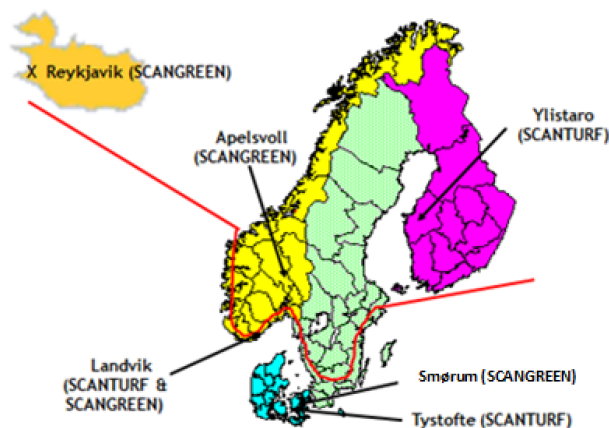 X Reykjavik (SCANGREEN)
Apelsvoll
(SCANGREEN)
Ylistaro
(SCANTURF)
Landvik
(SCANTURF &
SCANGREEN)
Smørum (SCANGREEN)
Tystofte (SCANTURF)